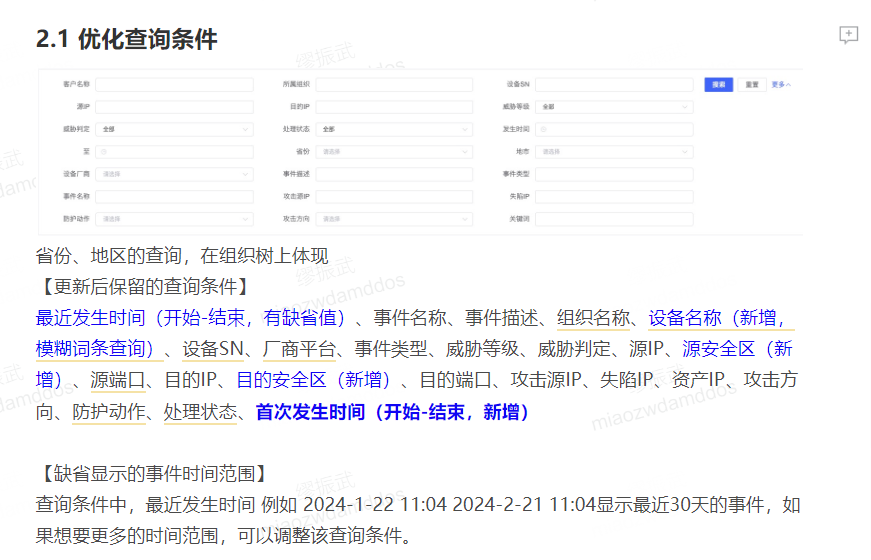 2.1 优化查询条件
客户名称 所属组织 设备SN 搜索 重置 更多
源IP 目的IP 威胁等级 全部
威胁判定 全部 处理状态 全部 发生时间
至 省份 请选择 地市 请选择
设备厂商 请选择 事件描述 事件类型
事件名称 攻击源IP 失陷IP
防护动作 请选择 攻击方向 请选择 关键词
省份、地区的查询，在组织树上体现
【更新后保留的查询条件】
最近发生时间（开始-结束，有缺省值）、事件名称、事件描述、组织名称、设备名称（新增，
模糊词条查询）、设备SN、厂商平台、事件类型、威胁等级、威胁判定、源IP、源安全区（新
增）、源端口、目的IP、目的安全区（新增）、目的端口、攻击源IP、失陷IP、资产IP、攻击方
向、防护动作、处理状态、首次发生时间（开始-结束，新增）
【缺省显示的事件时间范围】
查询条件中，最近发生时间 例如 2024-1-22 11:04 2024-2-21 11:04显示最近30天的事件，如
果想要更多的时间范围，可以调整该查询条件。
缪振武
miaozwdamddos